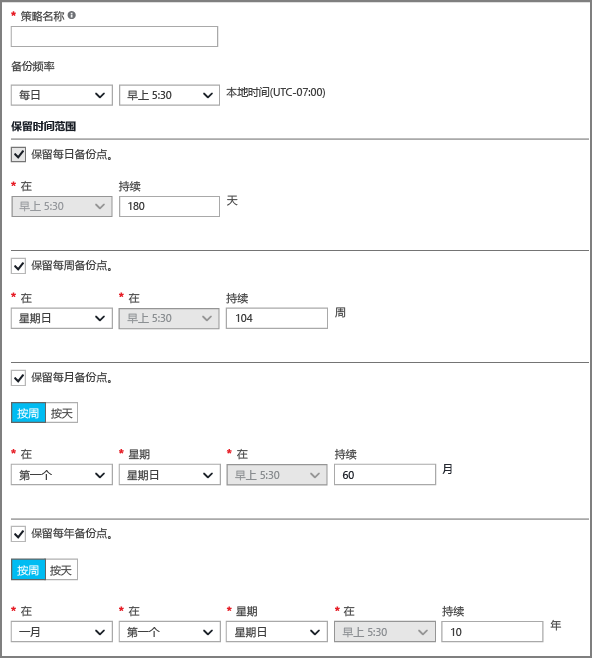 * 策略名称
备份频率
每日 早上 5:30 本地时间(UTC-07:00)
保留时间范围
保留每日备份点。
* 在 持续
早上 5:30 180 天
保留每周备份点。
* 在 * 在 持续
星期日 早上 5:30 104 周
保留每月备份点。
按周 按天
* 在 * 星期 * 在 持续
第一个 星期日 早上 5:30 60 月
保留每年备份点。
按周 按天
* 在 * 在 * 星期 * 在 持续
一月 第一个 星期日 早上 5:30 10 年